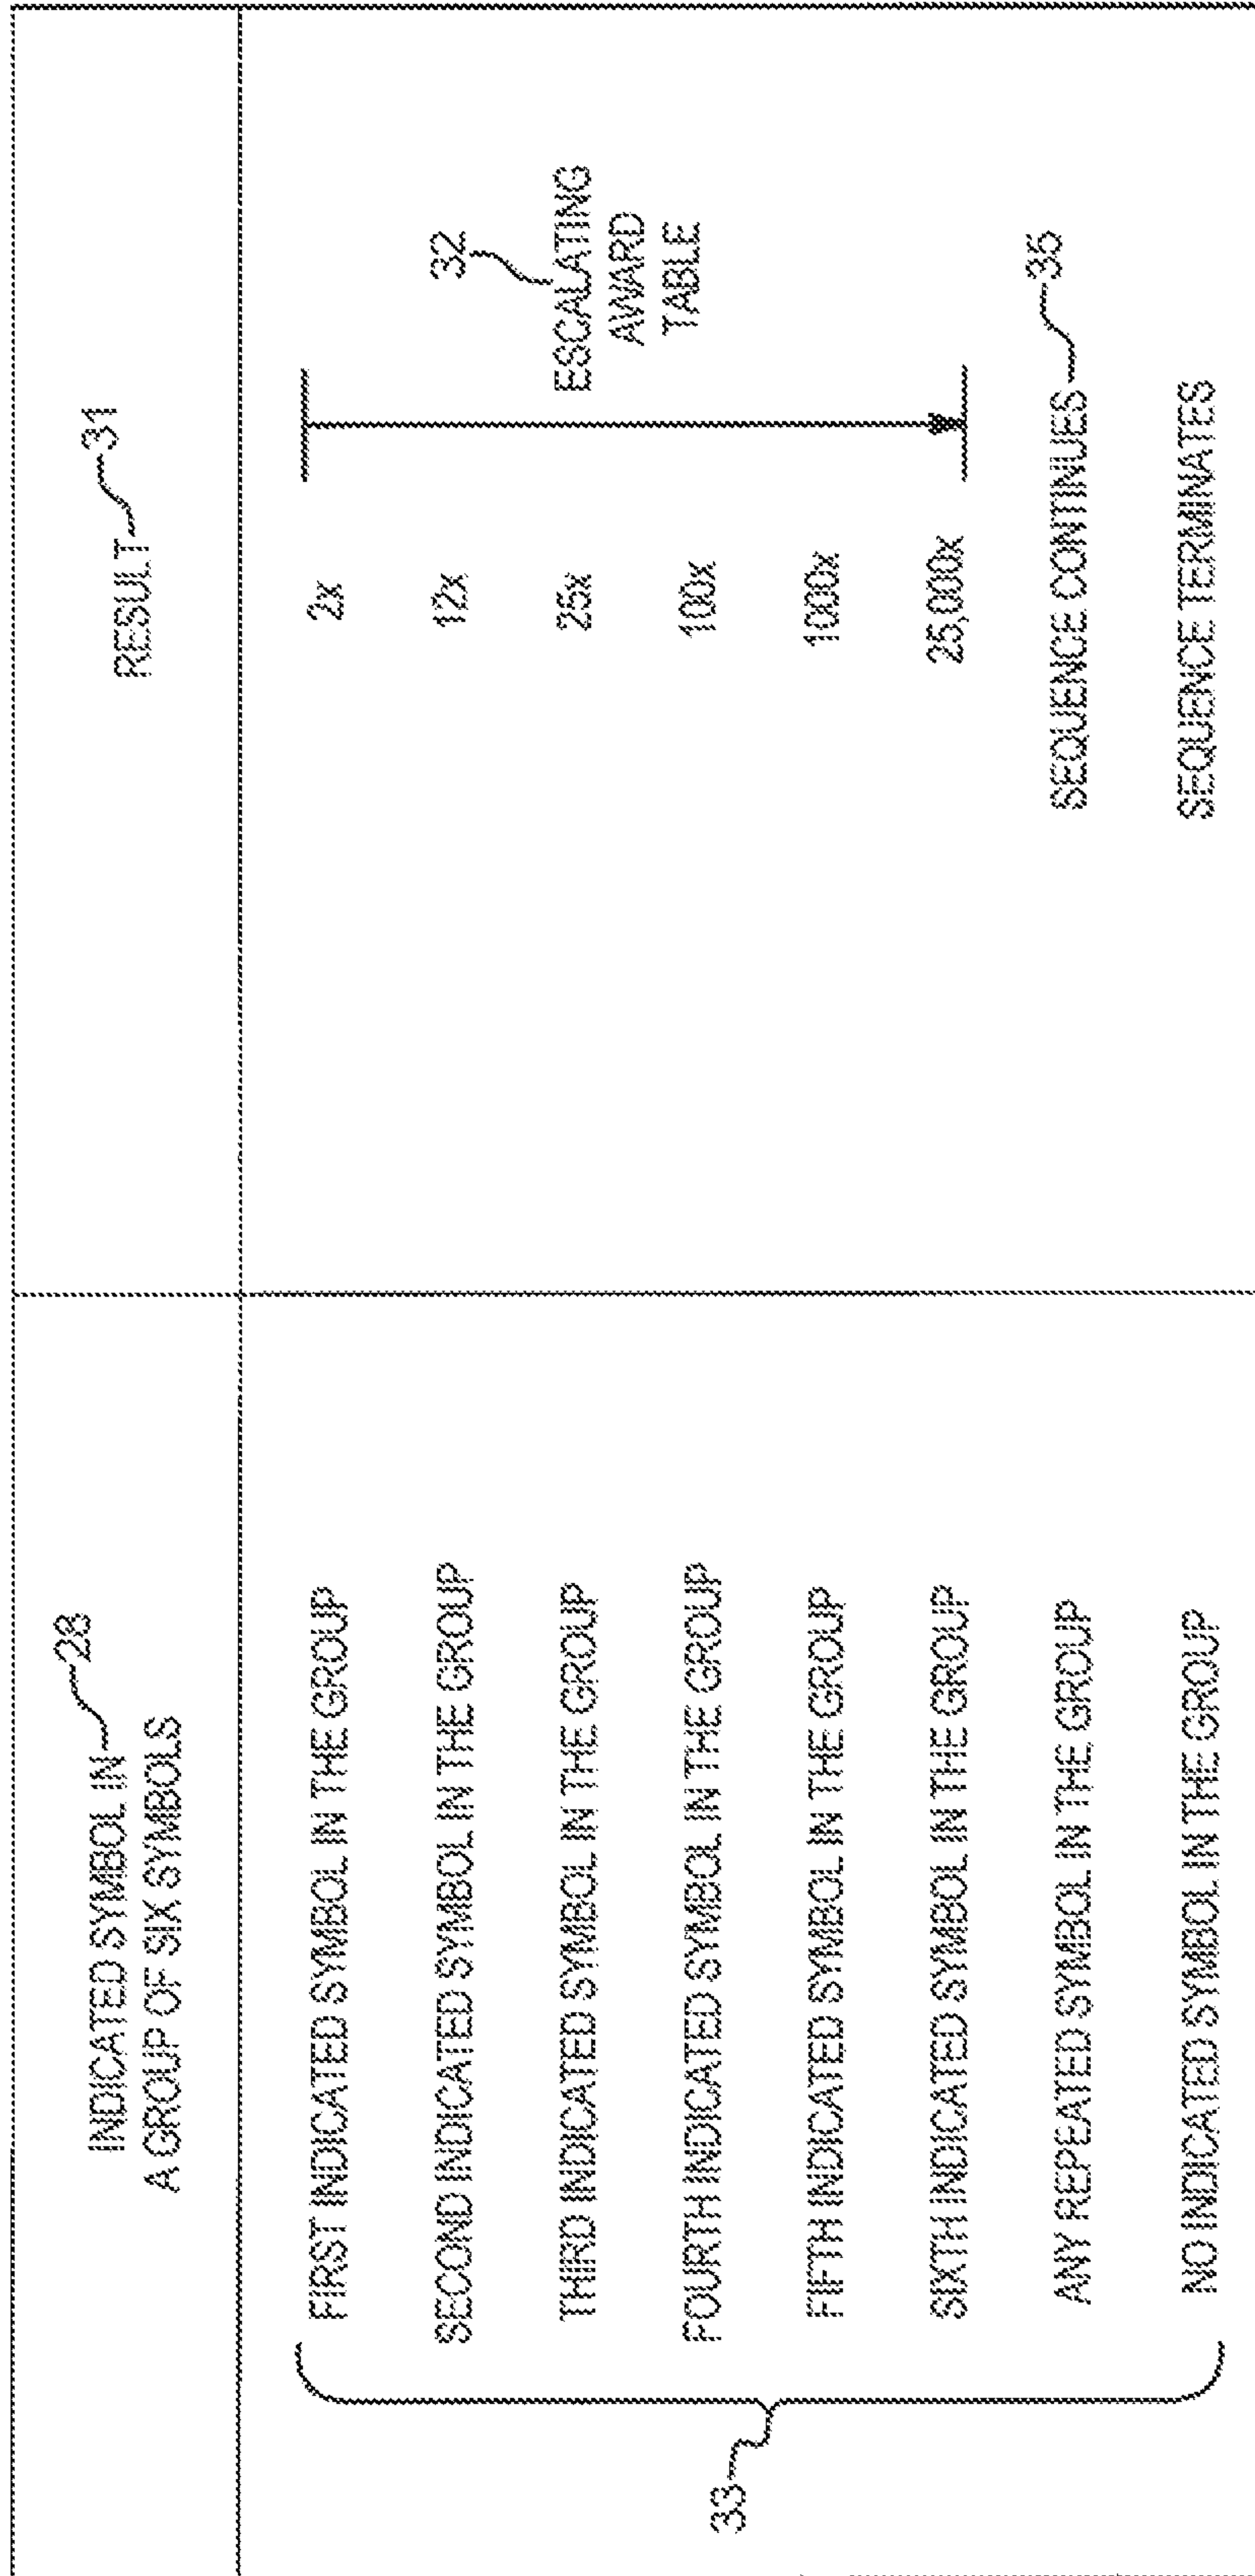 INDICATED SYMBOL IN 28
A GROUP OF SIX SYMBOLS
RESULT 31
33
FIRST INDICATED SYMBOL IN THE GROUP 2x
SECOND INDICATED SYMBOL IN THE GROUP 12x
THIRD INDICATED SYMBOL IN THE GROUP 25x
FOURTH INDICATED SYMBOL IN THE GROUP 100x
FIFTH INDICATED SYMBOL IN THE GROUP 1000x
SIXTH INDICATED SYMBOL IN THE GROUP 25,000x
32
ESCALATING
AWARD
TABLE
ANY REPEATED SYMBOL IN THE GROUP SEQUENCE CONTINUES 35
NO INDICATED SYMBOL IN THE GROUP SEQUENCE TERMINATES